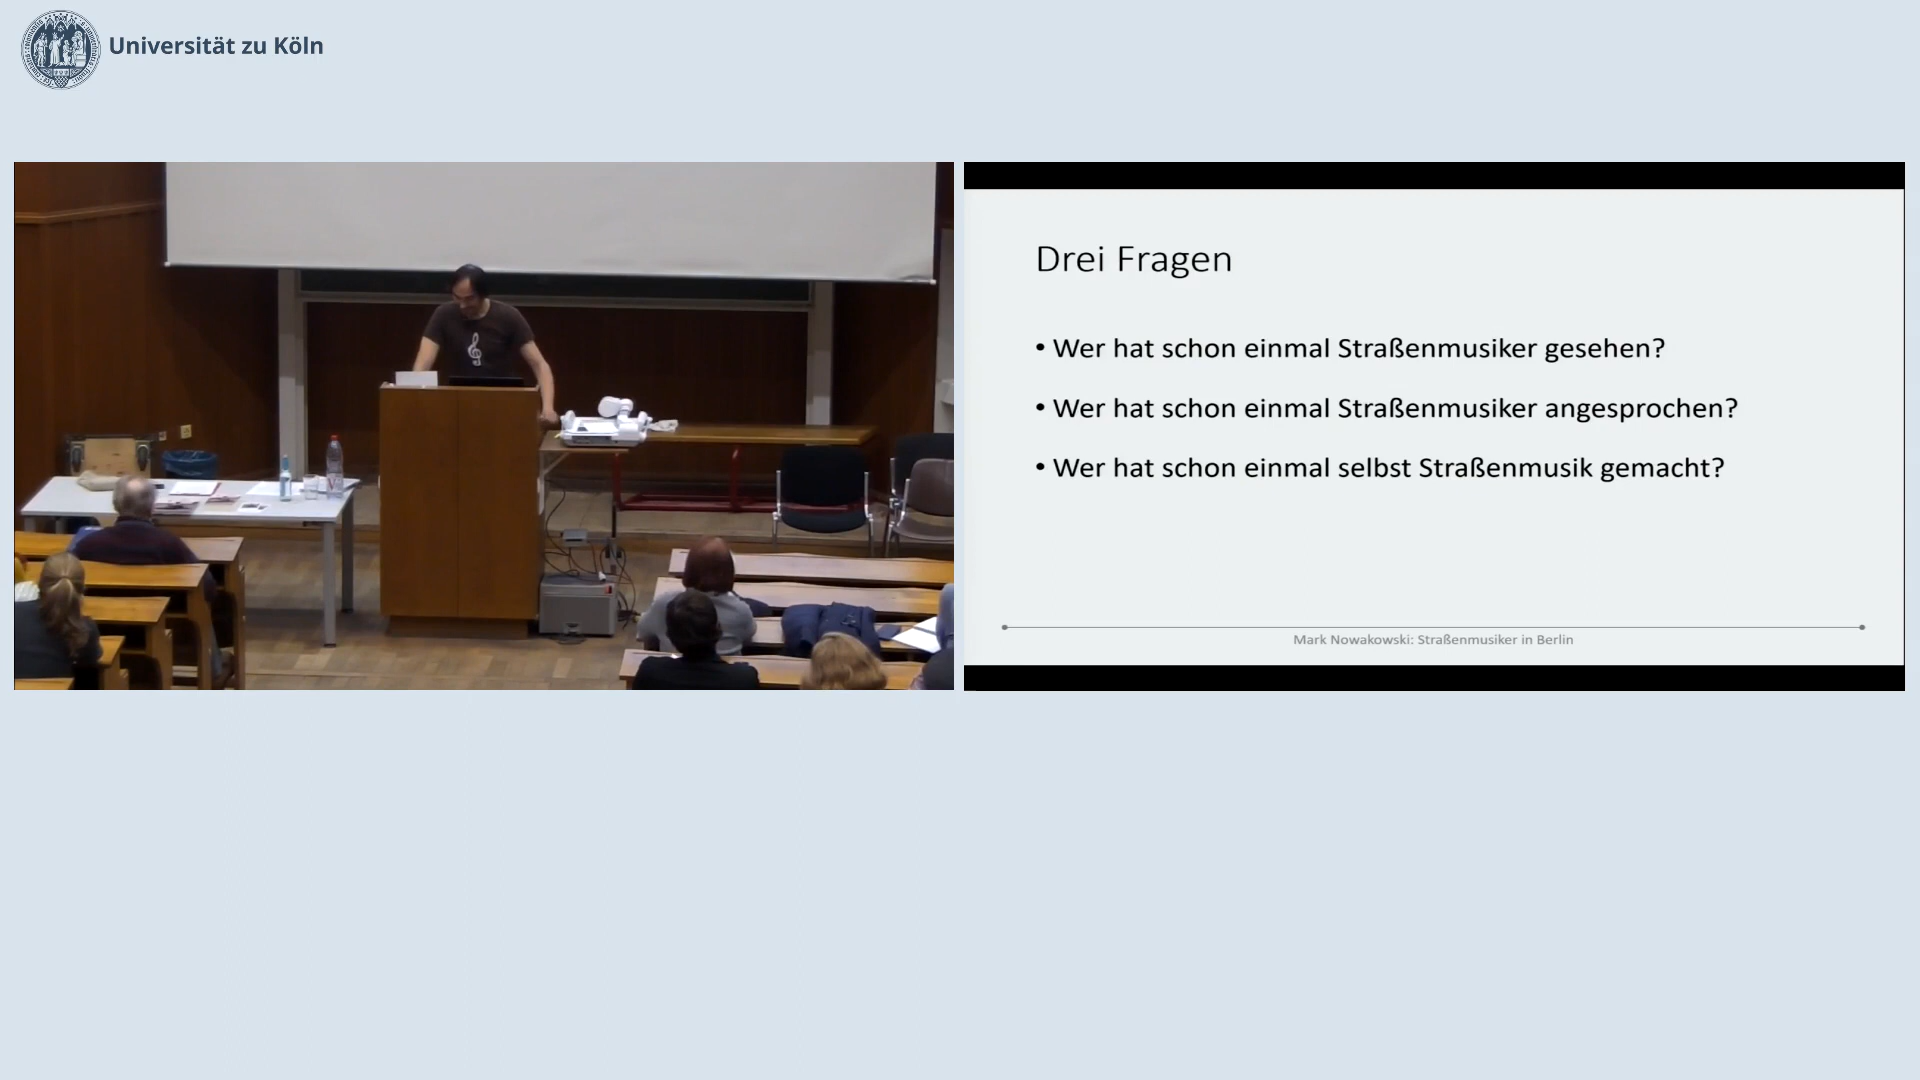 Universität zu Köln
Drei Fragen
• Wer hat schon einmal Straßenmusiker gesehen?
• Wer hat schon einmal Straßenmusiker angesprochen?
• Wer hat schon einmal selbst Straßenmusik gemacht?
Mark Nowakowski: Straßenmusiker in Berlin